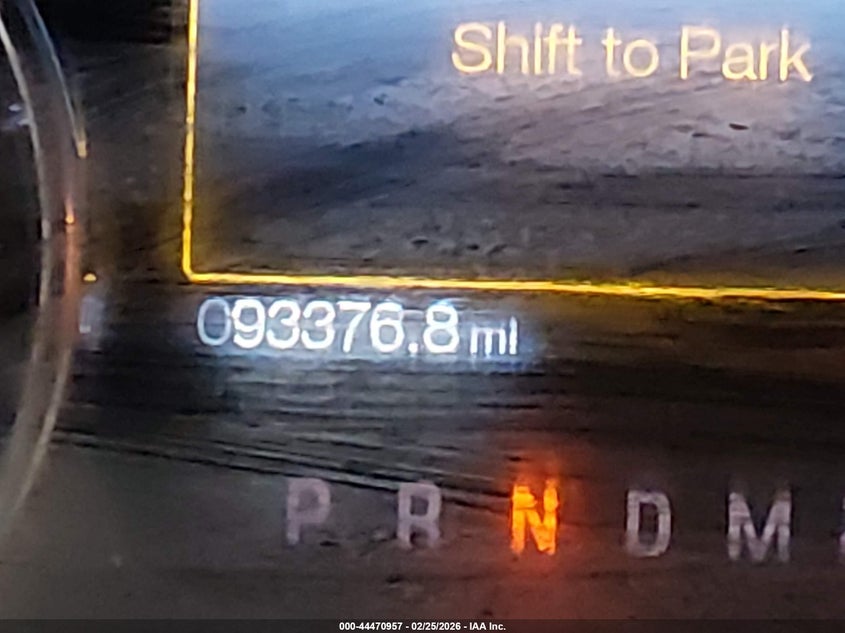 Shift to Park
093376.8 mi
P R N D M
000-44470957 - 02/25/2026 - IAA Inc.